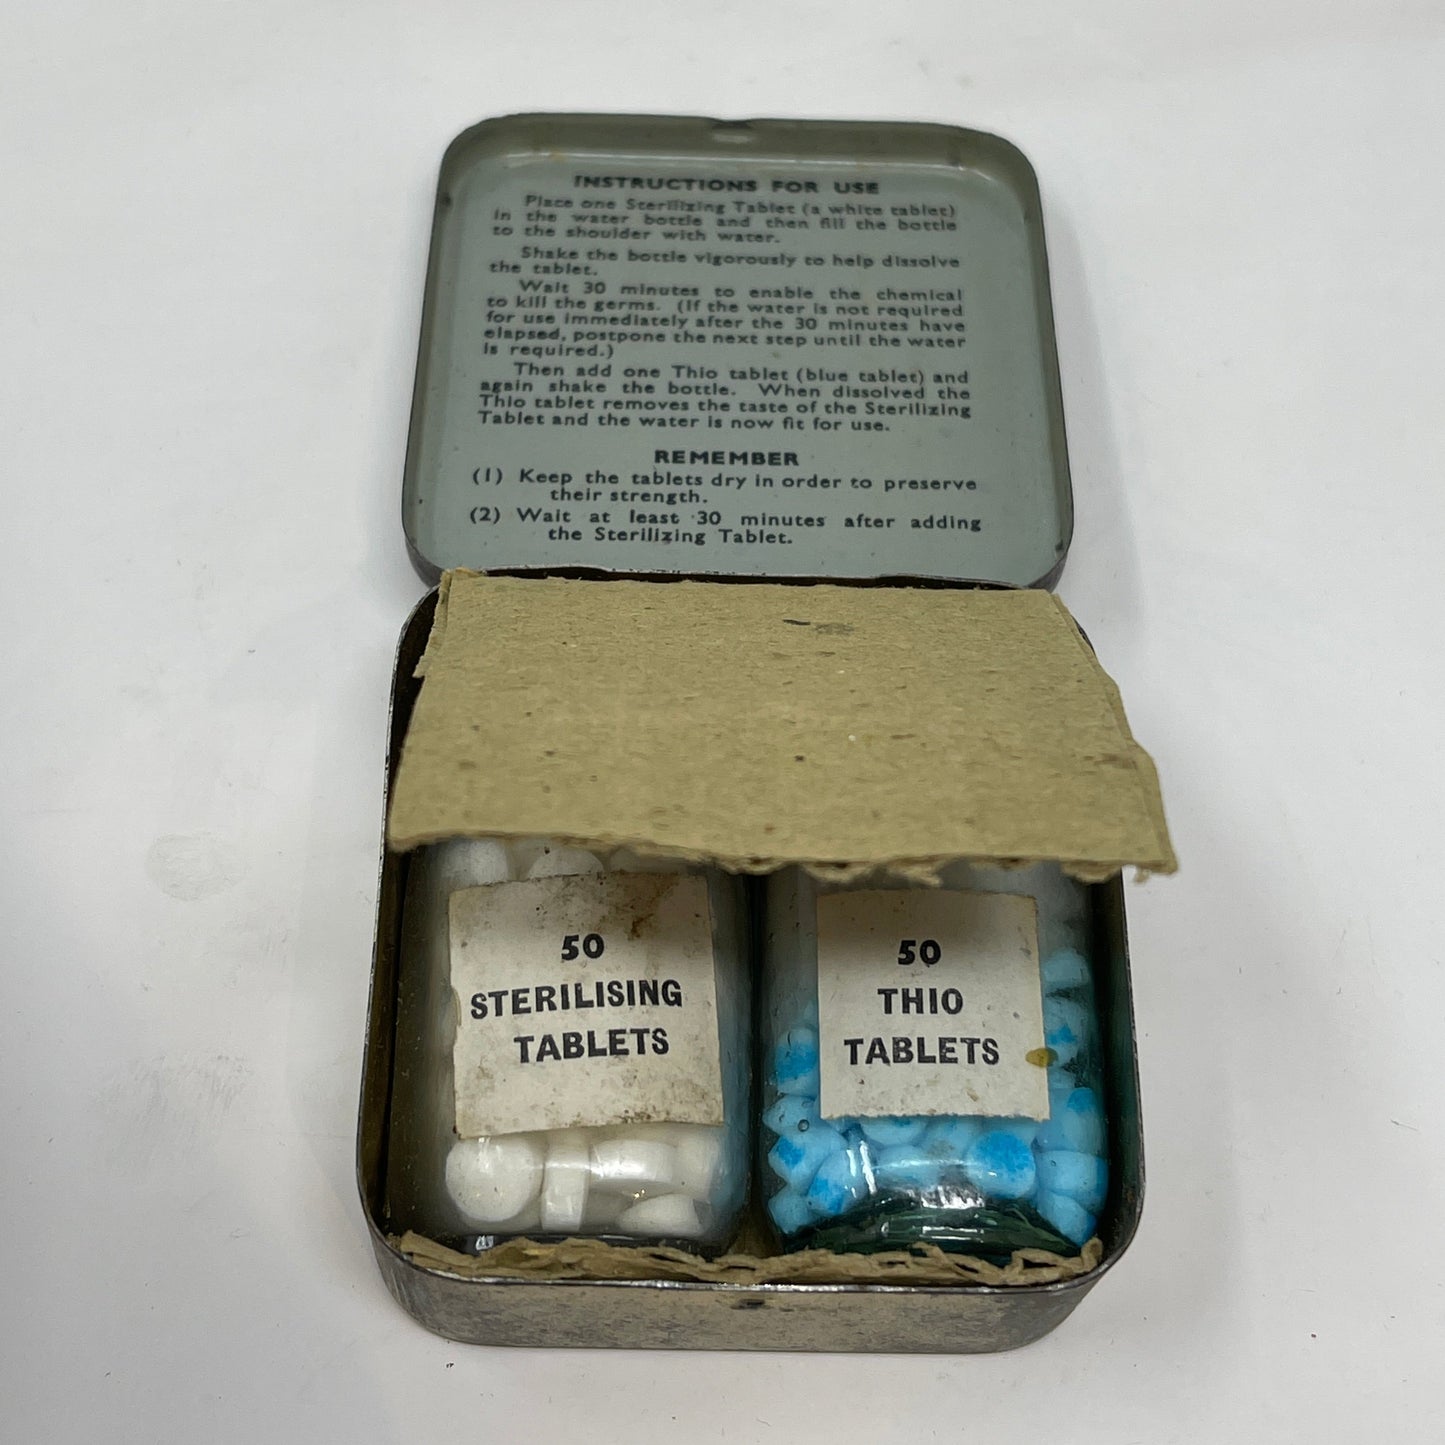 INSTRUCTIONS FOR USE
Place one Sterilizing Tablet (a white tablet)
in the water bottle and then fill the bottle
to the shoulder with water.
Shake the bottle vigorously to help dissolve
the tablet.
Wait 30 minutes to enable the chemical
to kill the germs. (If the water is not required
for use immediately after the 30 minutes have
elapsed, postpone the next step until the water
is required.)
Then add one Thio tablet (blue tablet) and
again shake the bottle. When dissolved the
Thio tablet removes the taste of the Sterilizing
Tablet and the water is now fit for use.
REMEMBER
(1) Keep the tablets dry in order to preserve
their strength.
(2) Wait at least 30 minutes after adding
the Sterilizing Tablet.
50
STERILISING
TABLETS
50
THIO
TABLETS